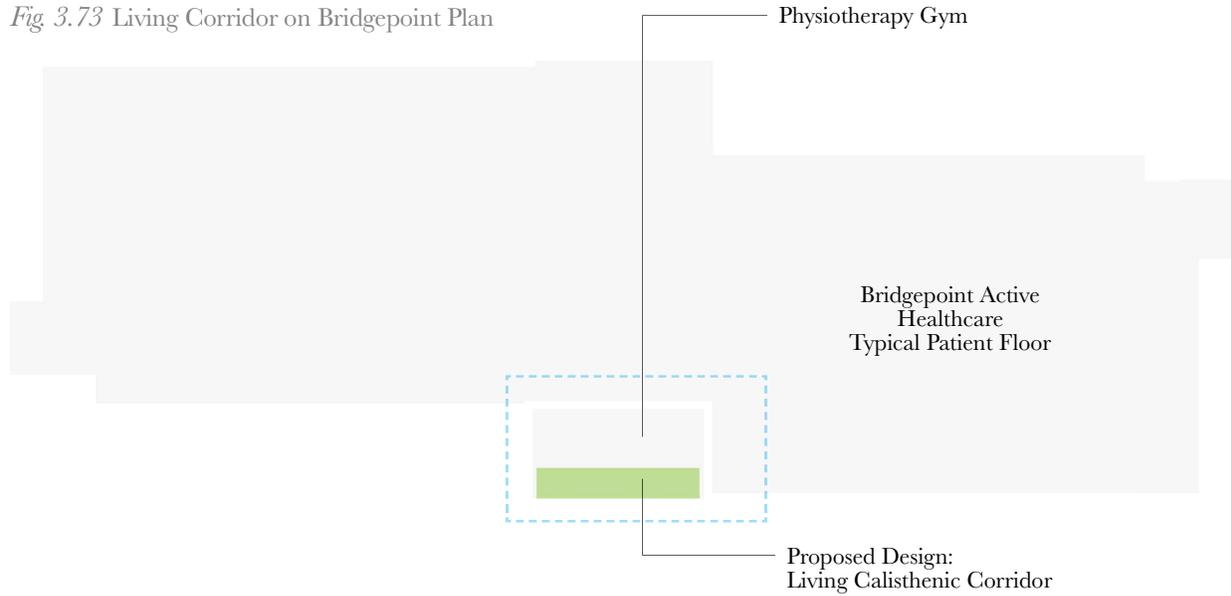 Fig 3.73 Living Corridor on Bridgepoint Plan
Physiotherapy Gym
Bridgepoint Active
Healthcare
Typical Patient Floor
Proposed Design:
Living Calisthenic Corridor